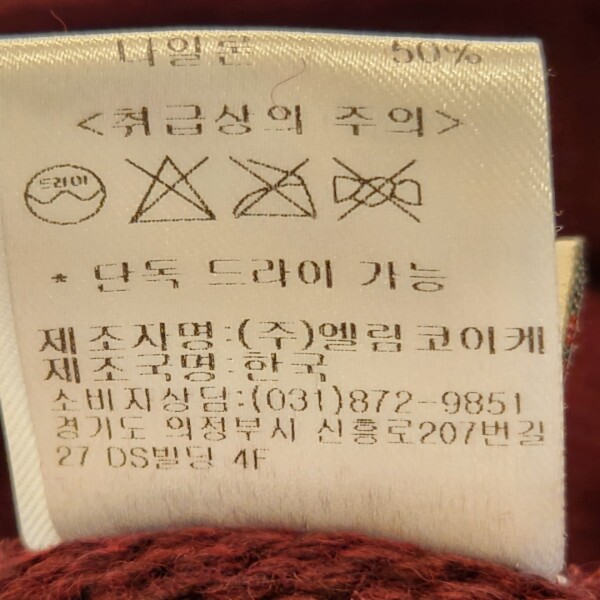 나일론 50%
<취급상의 주의>
드라이
* 단독 드라이 가능
제조자명:(주)엘림코이케
제조국명:한국
소비지상담:(031)872-9851
경기도 의정부시 신흥로207번길
27 DS빌딩 4F